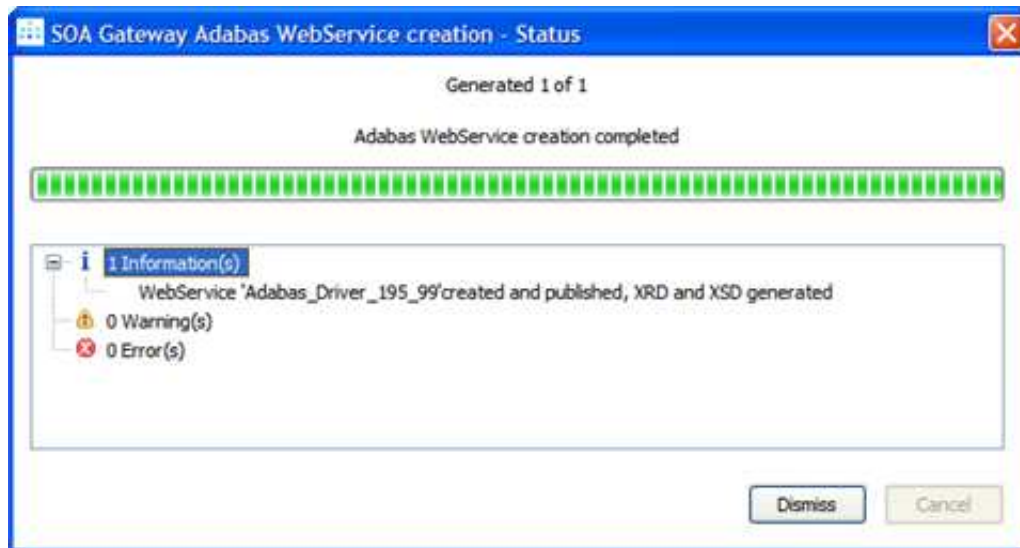 SOA Gateway Adabas WebService creation - Status
Generated 1 of 1
Adabas WebService creation completed
1 Information(s)
WebService 'Adabas_Driver_195_99'created and published, XRD and XSD generated
0 Warning(s)
0 Error(s)
Dismiss Cancel